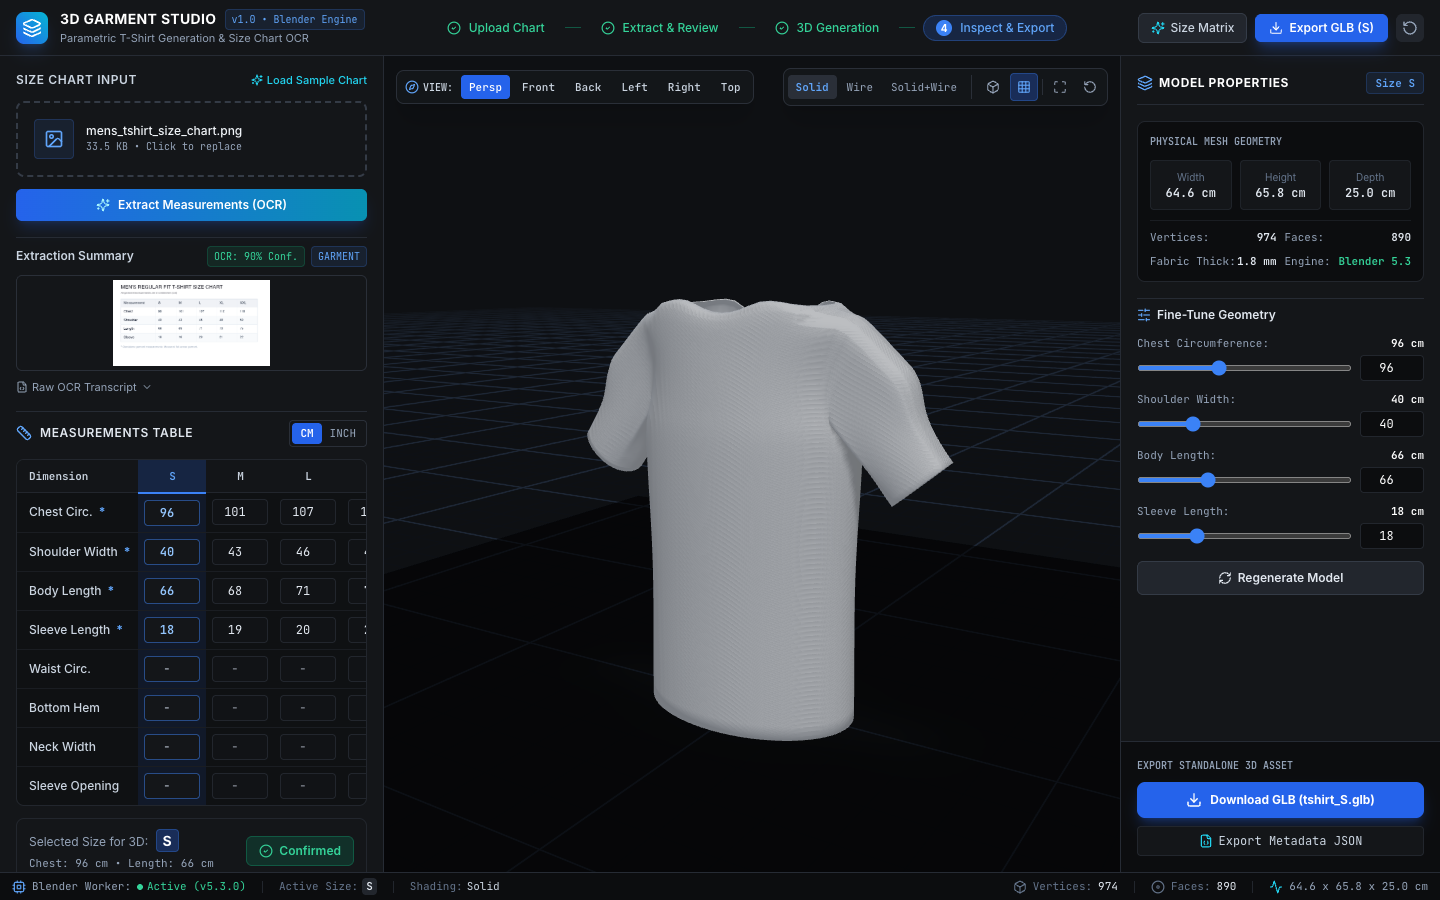 3D GARMENT STUDIO v1.0 • Blender Engine
Parametric T-Shirt Generation & Size Chart OCR
Upload Chart
Extract & Review
3D Generation
4 Inspect & Export
Size Matrix
Export GLB (S)
SIZE CHART INPUT
Load Sample Chart
mens_tshirt_size_chart.png
33.5 KB • Click to replace
Extract Measurements (OCR)
Extraction Summary
OCR: 90% Conf.
GARMENT
MEN'S REGULAR FIT T-SHIRT SIZE CHART
Raw OCR Transcript
MEASUREMENTS TABLE
CM INCH
Dimension S M L
Chest Circ. * 96 101 107 1
Shoulder Width * 40 43 46
Body Length * 66 68 71
Sleeve Length * 18 19 20
Waist Circ. - - -
Bottom Hem - - -
Neck Width - - -
Sleeve Opening - - -
Selected Size for 3D: S
Chest: 96 cm • Length: 66 cm
Confirmed
VIEW: Persp Front Back Left Right Top
Solid Wire Solid+Wire
MODEL PROPERTIES
Size S
PHYSICAL MESH GEOMETRY
Width Height Depth
64.6 cm 65.8 cm 25.0 cm
Vertices: 974 Faces: 890
Fabric Thick: 1.8 mm Engine: Blender 5.3
Fine-Tune Geometry
Chest Circumference: 96 cm
96
Shoulder Width: 40 cm
40
Body Length: 66 cm
66
Sleeve Length: 18 cm
18
Regenerate Model
EXPORT STANDALONE 3D ASSET
Download GLB (tshirt_S.glb)
Export Metadata JSON
Blender Worker: Active (v5.3.0) Active Size: S Shading: Solid Vertices: 974 Faces: 890 64.6 x 65.8 x 25.0 cm